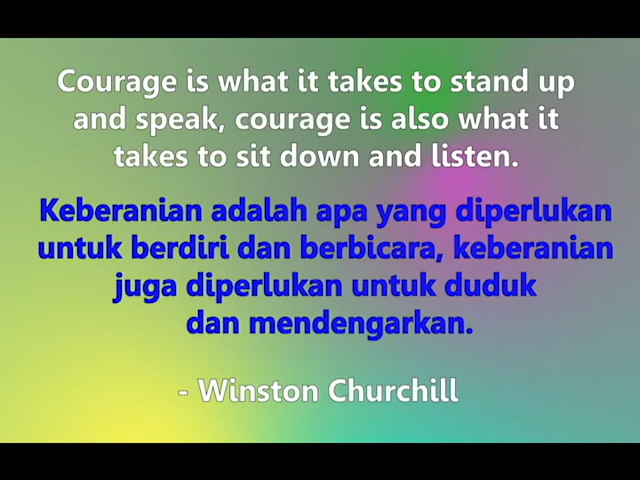 Courage is what it takes to stand up
and speak, courage is also what it
takes to sit down and listen.
Keberanian adalah apa yang diperlukan
untuk berdiri dan berbicara, keberanian
juga diperlukan untuk duduk
dan mendengarkan.
- Winston Churchill